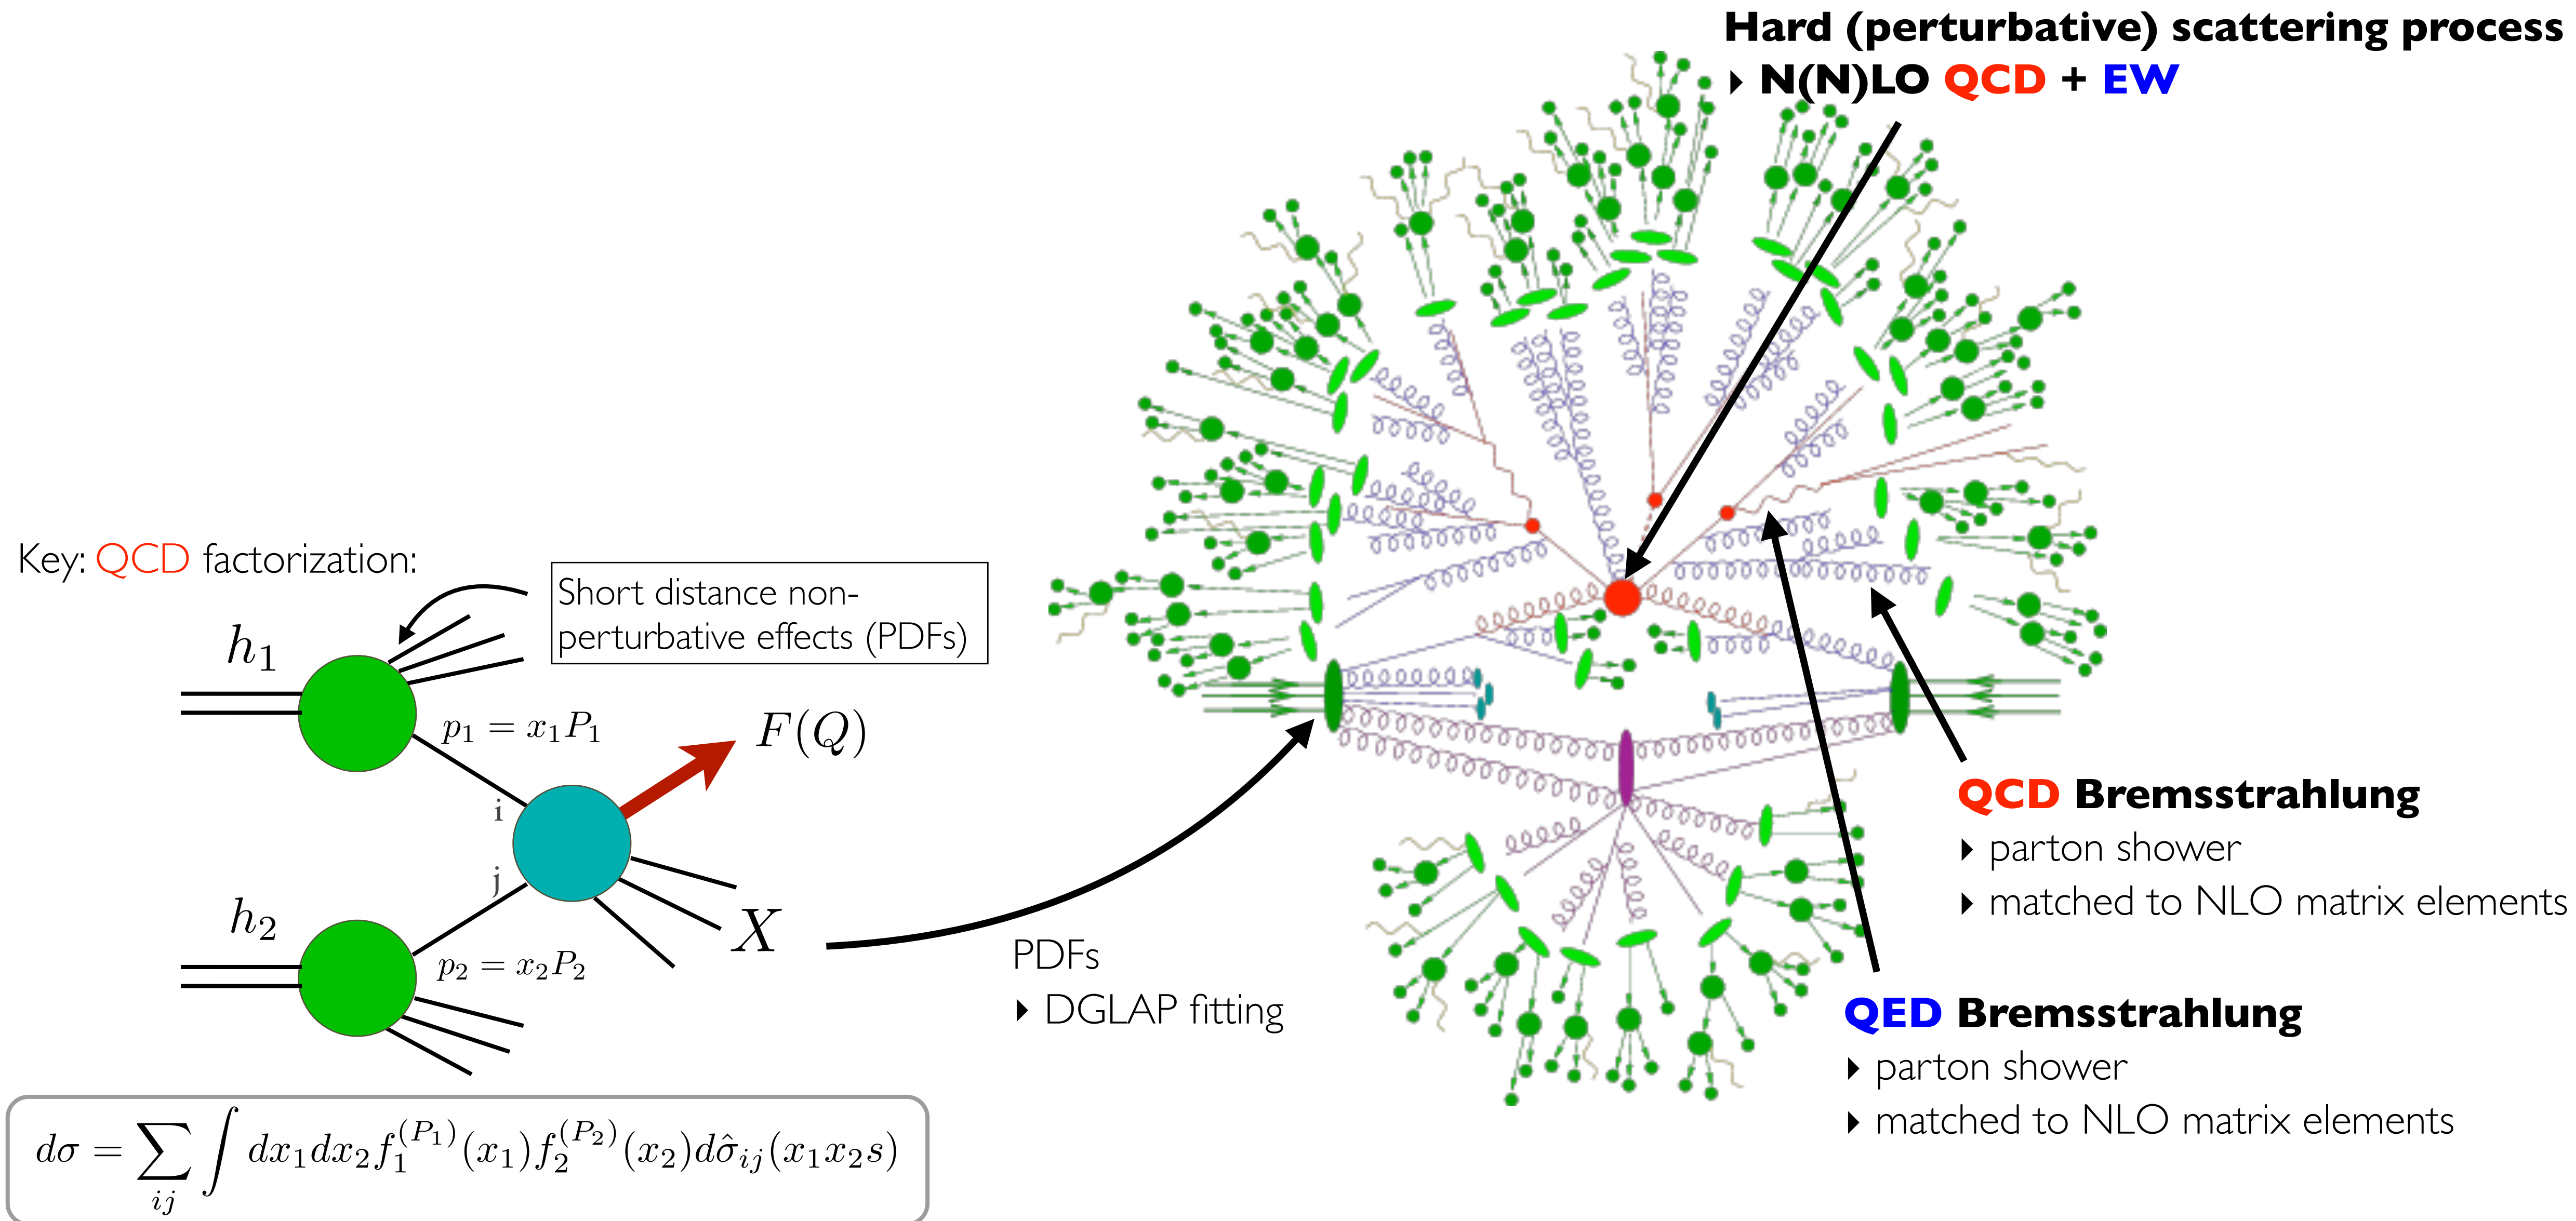 Hard (perturbative) scattering process
‣ N(N)LO QCD + EW
Key: QCD factorization:
Short distance non-
perturbative effects (PDFs)
h₁
p₁ = x₁P₁
F(Q)
i
j
h₂
p₂ = x₂P₂
X
PDFs
‣ DGLAP fitting
QCD Bremsstrahlung
‣ parton shower
‣ matched to NLO matrix elements
QED Bremsstrahlung
‣ parton shower
‣ matched to NLO matrix elements
dσ = ∑_{ij} ∫ dx₁dx₂f₁^{(P₁)}(x₁)f₂^{(P₂)}(x₂)dσ̂_{ij}(x₁x₂s)